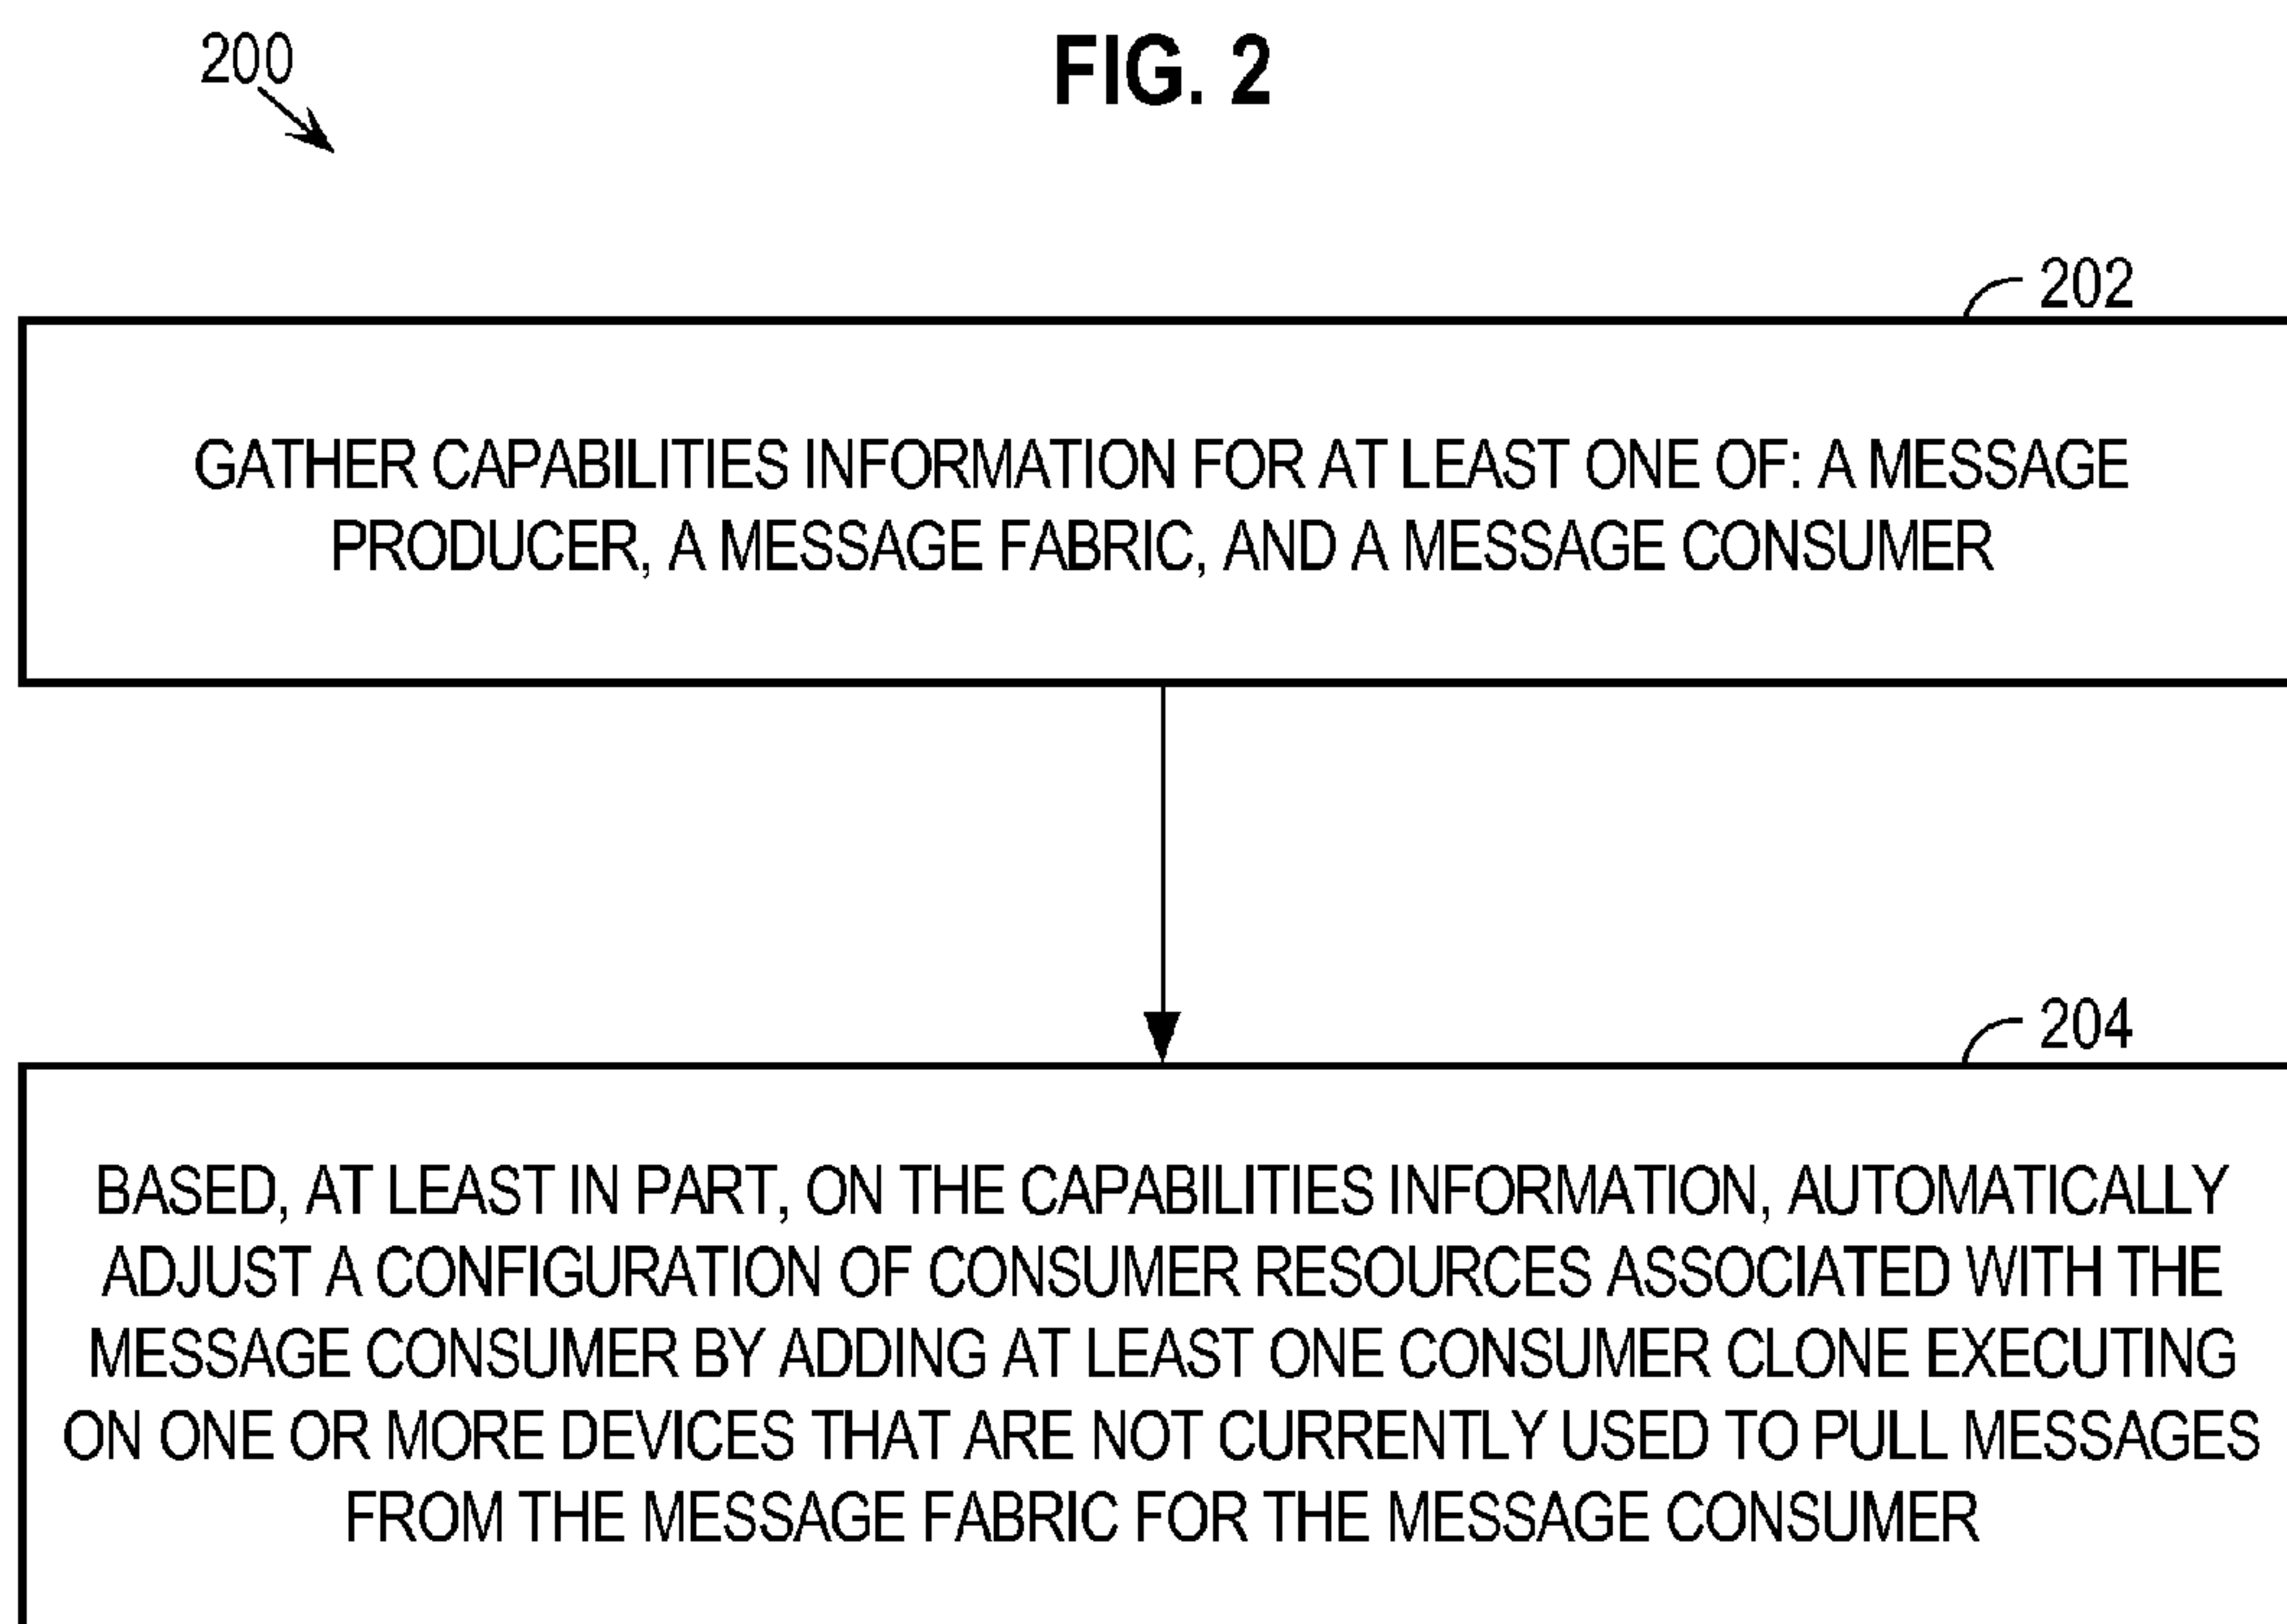 200
FIG. 2
202
GATHER CAPABILITIES INFORMATION FOR AT LEAST ONE OF: A MESSAGE
PRODUCER, A MESSAGE FABRIC, AND A MESSAGE CONSUMER
204
BASED, AT LEAST IN PART, ON THE CAPABILITIES INFORMATION, AUTOMATICALLY
ADJUST A CONFIGURATION OF CONSUMER RESOURCES ASSOCIATED WITH THE
MESSAGE CONSUMER BY ADDING AT LEAST ONE CONSUMER CLONE EXECUTING
ON ONE OR MORE DEVICES THAT ARE NOT CURRENTLY USED TO PULL MESSAGES
FROM THE MESSAGE FABRIC FOR THE MESSAGE CONSUMER